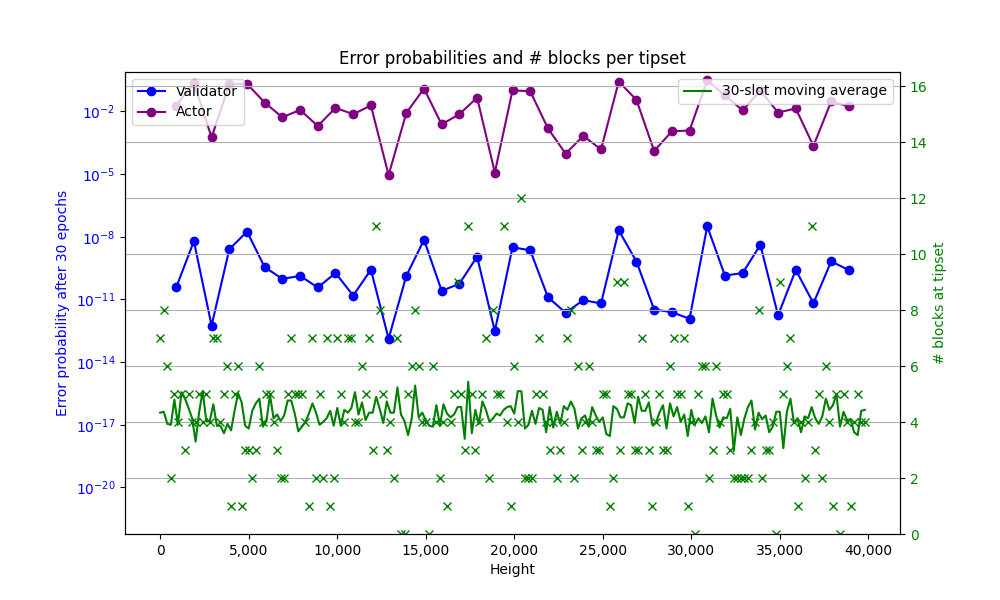 Error probabilities and # blocks per tipset
Validator
Actor
30-slot moving average
10⁻²
10⁻⁵
10⁻⁸
10⁻¹¹
10⁻¹⁴
10⁻¹⁷
10⁻²⁰
Error probability after 30 epochs
16
14
12
10
8
6
4
2
0
# blocks at tipset
0 5,000 10,000 15,000 20,000 25,000 30,000 35,000 40,000
Height